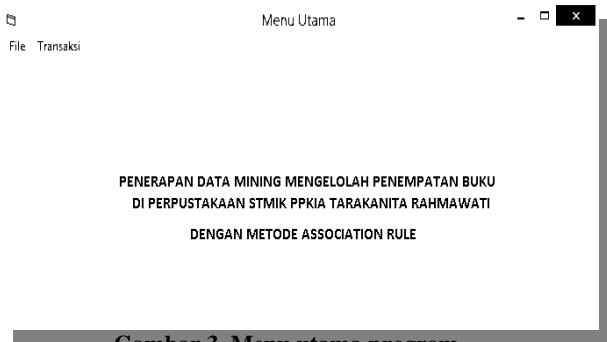 Menu Utama
File Transaksi
PENERAPAN DATA MINING MENGELOLAH PENEMPATAN BUKU
DI PERPUSTAKAAN STMIK PPKIA TARAKANITA RAHMAWATI
DENGAN METODE ASSOCIATION RULE
Gambar 3. Menu utama program